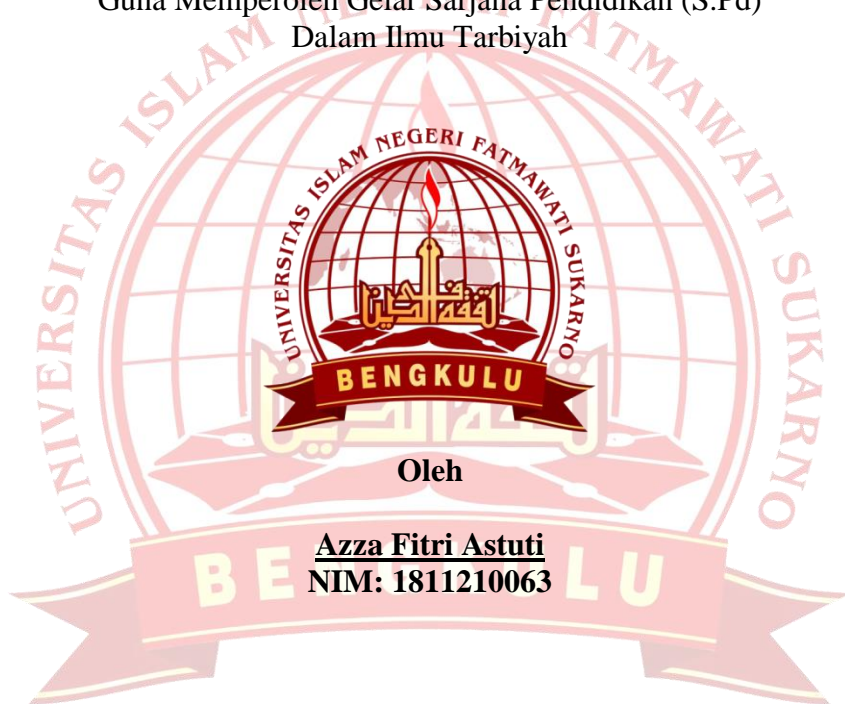 Guna Memperoleh Gelar Sarjana Pendidikan (S.Pd)
Dalam Ilmu Tarbiyah
UNIVERSITAS ISLAM NEGERI FATMAWATI SUKARNO
BENGKULU
Oleh
Azza Fitri Astuti
NIM: 1811210063